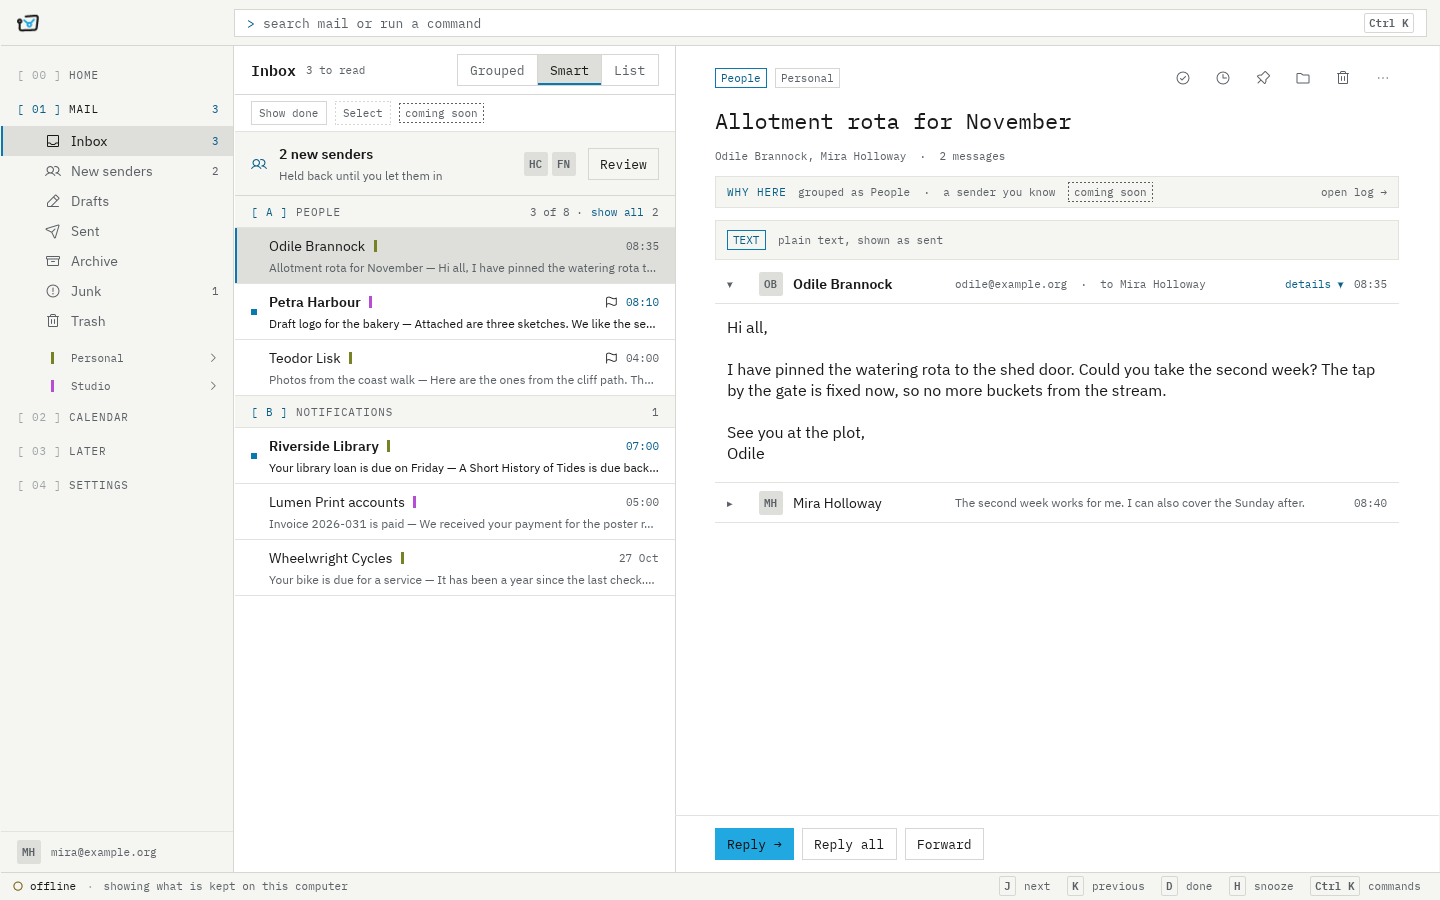 > search mail or run a command
Ctrl K
[ 00 ] HOME
[ 01 ] MAIL 3
Inbox 3
New senders 2
Drafts
Sent
Archive
Junk 1
Trash
Personal
Studio
[ 02 ] CALENDAR
[ 03 ] LATER
[ 04 ] SETTINGS
MH mira@example.org
Inbox 3 to read
Grouped Smart List
Show done Select coming soon
2 new senders
Held back until you let them in
HC FN Review
[ A ] PEOPLE 3 of 8 · show all 2
Odile Brannock 08:35
Allotment rota for November — Hi all, I have pinned the watering rota t…
Petra Harbour 08:10
Draft logo for the bakery — Attached are three sketches. We like the se…
Teodor Lisk 04:00
Photos from the coast walk — Here are the ones from the cliff path. Th…
[ B ] NOTIFICATIONS 1
Riverside Library 07:00
Your library loan is due on Friday — A Short History of Tides is due back…
Lumen Print accounts 05:00
Invoice 2026-031 is paid — We received your payment for the poster r…
Wheelwright Cycles 27 Oct
Your bike is due for a service — It has been a year since the last check.…
People Personal
Allotment rota for November
Odile Brannock, Mira Holloway · 2 messages
WHY HERE grouped as People · a sender you know coming soon open log →
TEXT plain text, shown as sent
▾ OB Odile Brannock odile@example.org · to Mira Holloway details ▾ 08:35
Hi all,
I have pinned the watering rota to the shed door. Could you take the second week? The tap
by the gate is fixed now, so no more buckets from the stream.
See you at the plot,
Odile
▸ MH Mira Holloway The second week works for me. I can also cover the Sunday after. 08:40
Reply → Reply all Forward
offline · showing what is kept on this computer
J next K previous D done H snooze Ctrl K commands